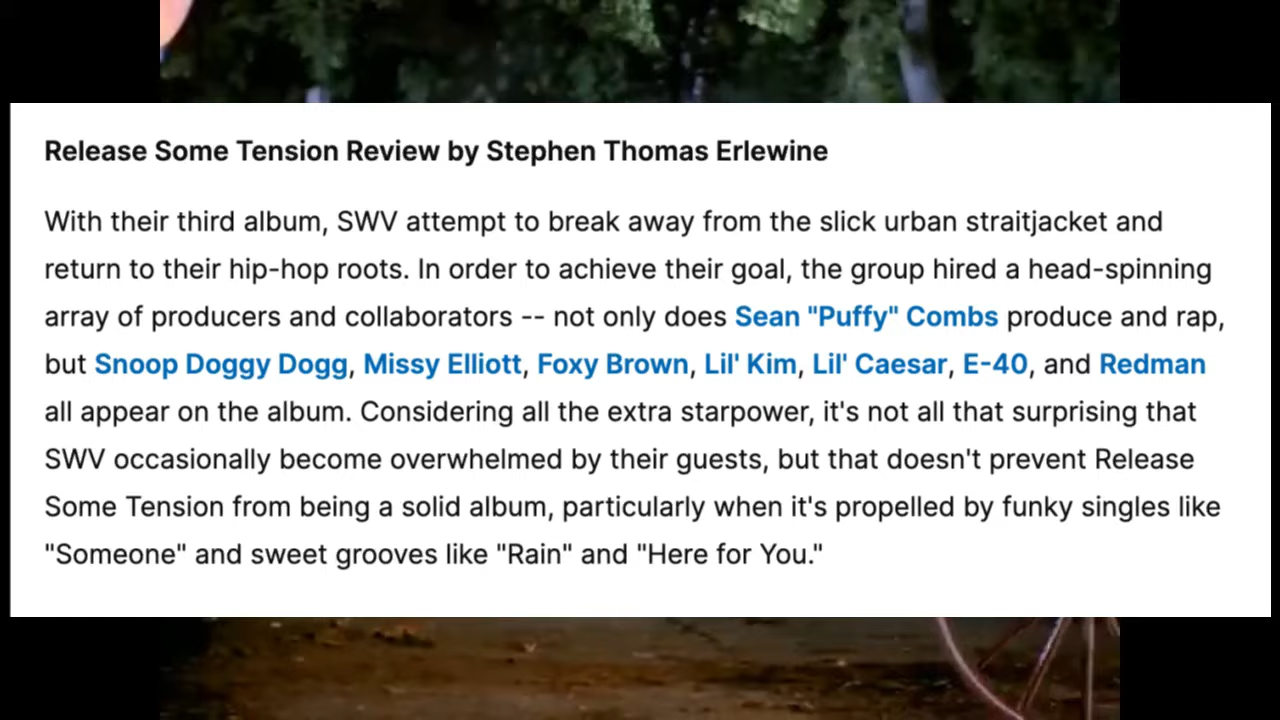 Release Some Tension Review by Stephen Thomas Erlewine
With their third album, SWV attempt to break away from the slick urban straitjacket and
return to their hip-hop roots. In order to achieve their goal, the group hired a head-spinning
array of producers and collaborators -- not only does Sean "Puffy" Combs produce and rap,
but Snoop Doggy Dogg, Missy Elliott, Foxy Brown, Lil' Kim, Lil' Caesar, E-40, and Redman
all appear on the album. Considering all the extra starpower, it's not all that surprising that
SWV occasionally become overwhelmed by their guests, but that doesn't prevent Release
Some Tension from being a solid album, particularly when it's propelled by funky singles like
"Someone" and sweet grooves like "Rain" and "Here for You."